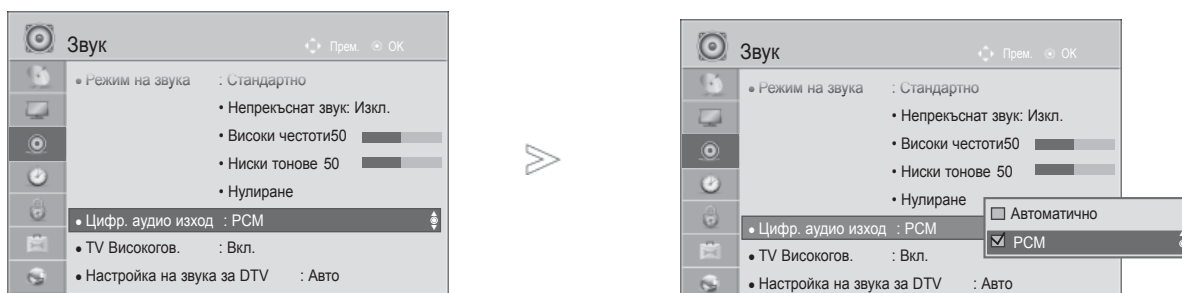 Звук Прем. OK
• Режим на звука : Стандартно
• Непрекъснат звук: Изкл.
• Високи честоти50
• Ниски тонове 50
• Нулиране
• Цифр. аудио изход : PCM
• TV Високогов. : Вкл.
• Настройка на звука за DTV : Авто
Звук Прем. OK
• Режим на звука : Стандартно
• Непрекъснат звук: Изкл.
• Високи честоти50
• Ниски тонове 50
• Нулиране
• Цифр. аудио изход : PCM
• TV Високогов. : Вкл.
• Настройка на звука за DTV : Авто
Автоматично
PCM